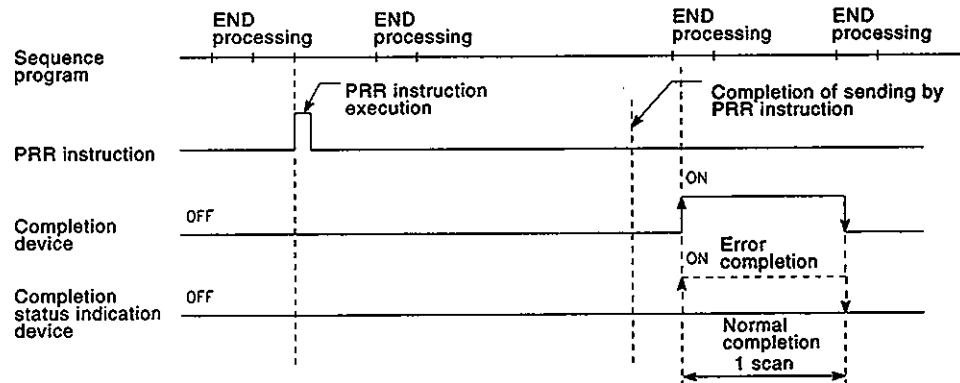 END
processing
END
processing
END
processing
END
processing
Sequence
program
PRR instruction
execution
Completion of sending by
PRR instruction
PRR instruction
ON
OFF
Completion
device
ON
Error
completion
OFF
Completion
status indication
device
Normal
completion
1 scan